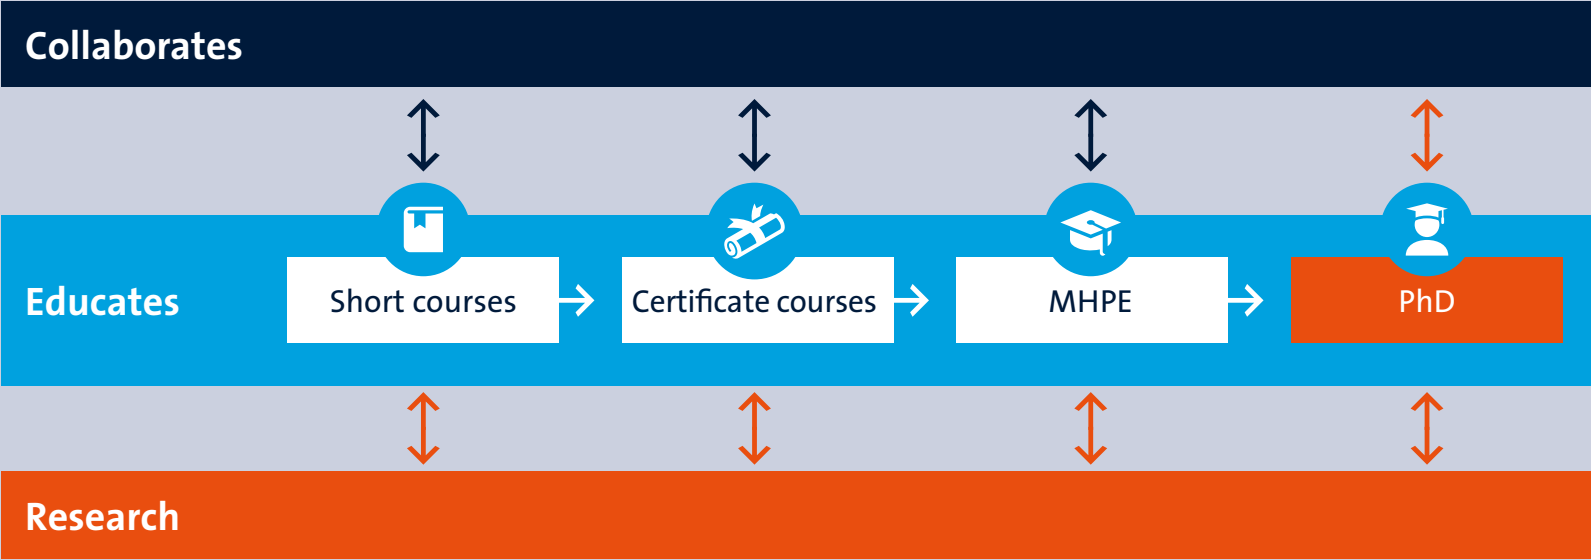 Collaborates
Educates
Short courses
Certificate courses
MHPE
PhD
Research